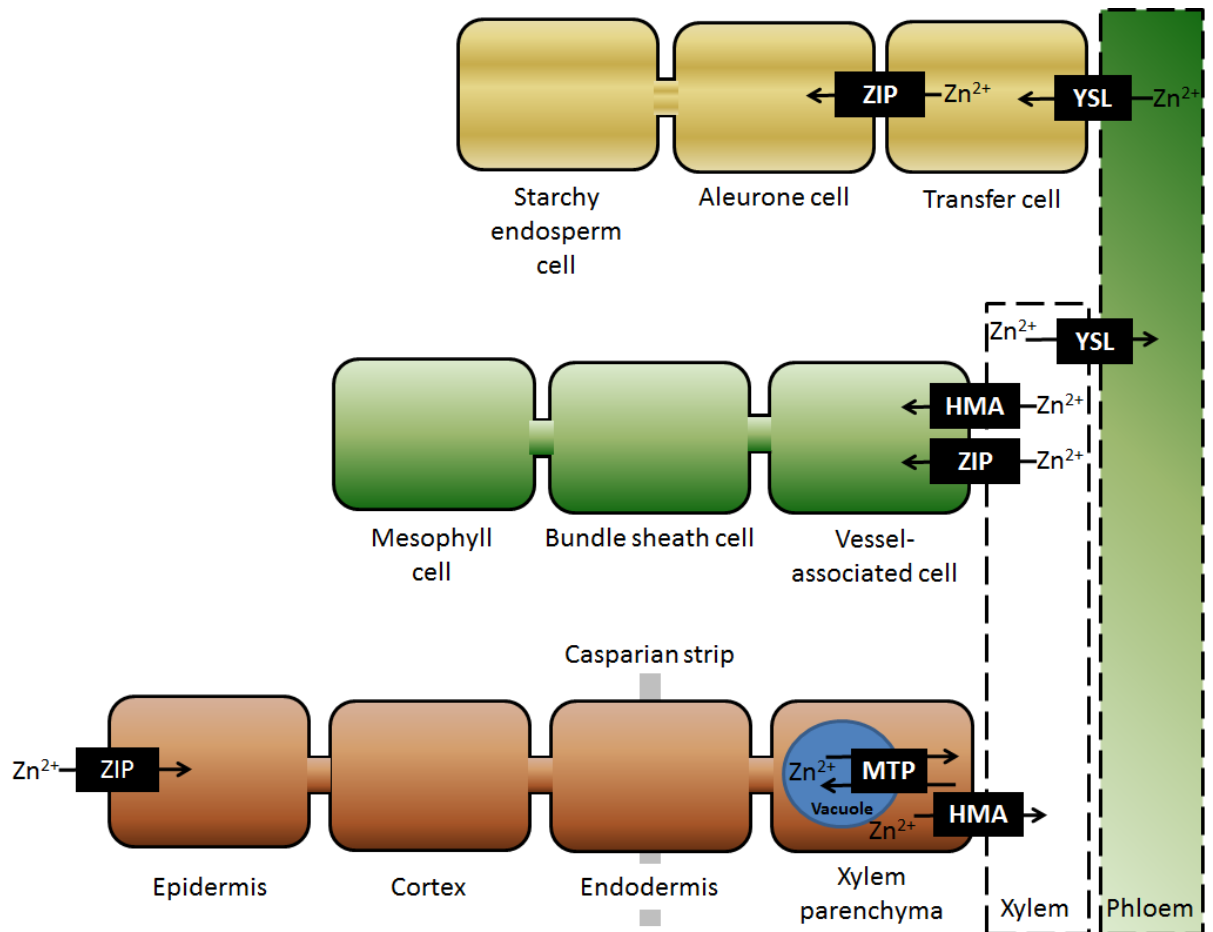 ZIP
Zn²⁺
YSL
Zn²⁺
Starchy
endosperm
cell
Aleurone cell
Transfer cell
Zn²⁺
YSL
HMA
Zn²⁺
ZIP
Zn²⁺
Mesophyll
cell
Bundle sheath cell
Vessel-
associated cell
Casparian strip
Zn²⁺
ZIP
Zn²⁺
MTP
Vacuole
Zn²⁺
HMA
Epidermis
Cortex
Endodermis
Xylem
parenchyma
Xylem
Phloem